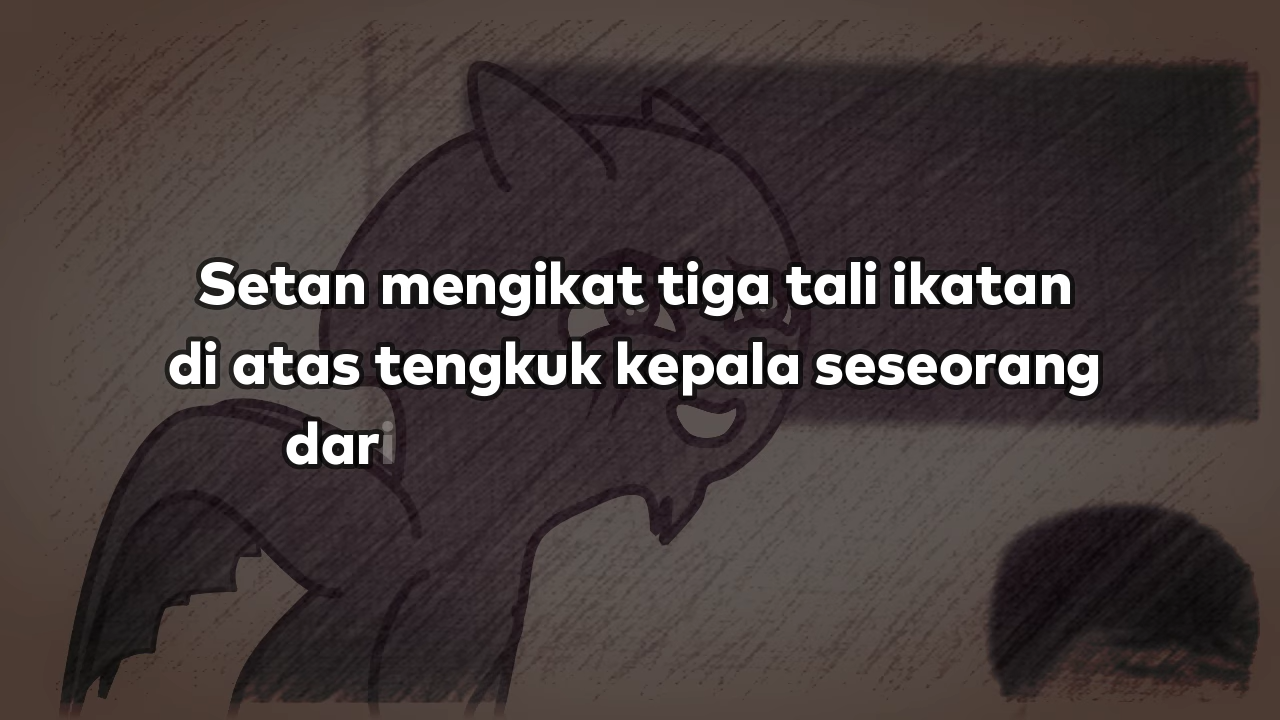 Setan mengikat tiga tali ikatan
di atas tengkuk kepala seseorang
dari